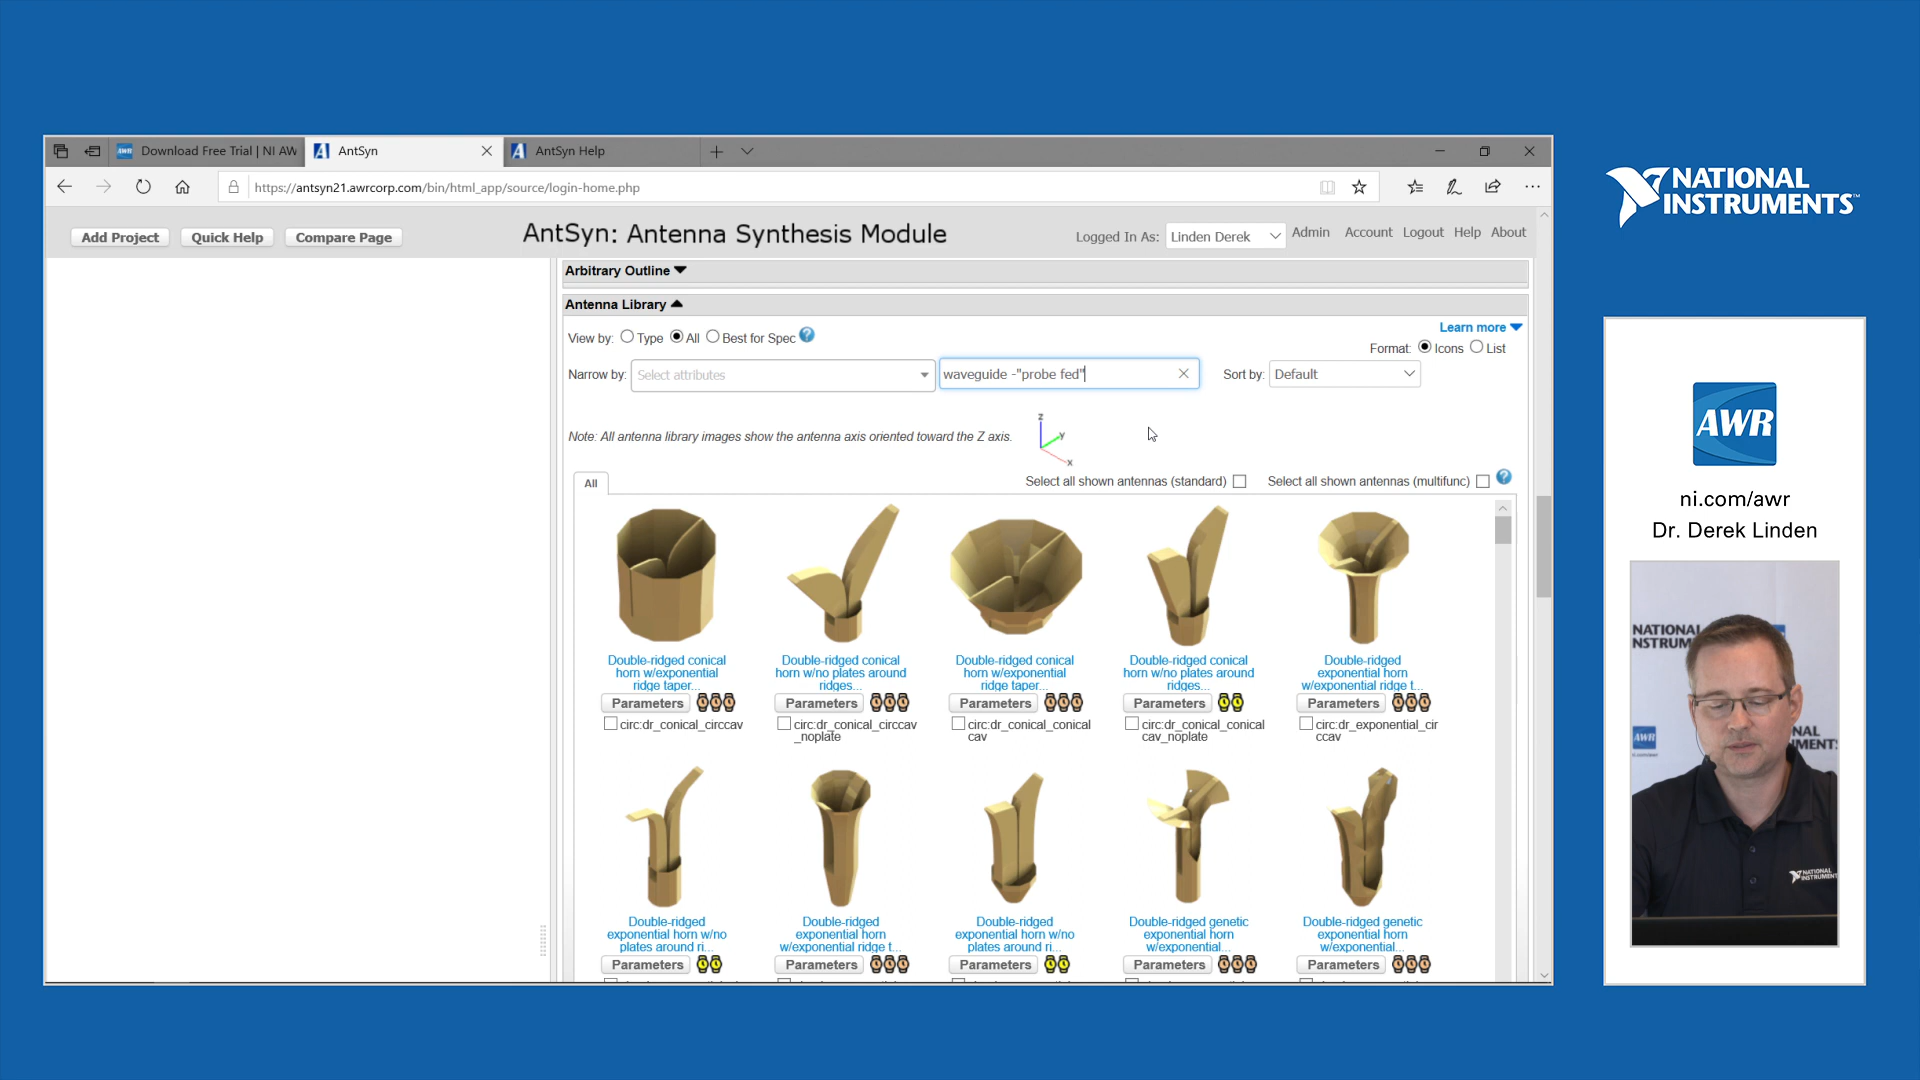 Download Free Trial | NI AW
AntSyn
AntSyn Help
https://antsyn21.awrcorp.com/bin/html_app/source/login-home.php
Add Project
Quick Help
Compare Page
AntSyn: Antenna Synthesis Module
Logged In As:
Linden Derek
Admin
Account
Logout
Help
About
Arbitrary Outline
Antenna Library
View by: Type All Best for Spec
Learn more
Format: Icons List
Narrow by: Select attributes
waveguide -"probe fed"
Sort by: Default
Note: All antenna library images show the antenna axis oriented toward the Z axis.
z
y
x
All
Select all shown antennas (standard)
Select all shown antennas (multifunc)
Double-ridged conical
horn w/exponential
ridge taper...
Parameters
circ:dr_conical_circcav
Double-ridged conical
horn w/no plates around
ridges...
Parameters
circ:dr_conical_circcav
_noplate
Double-ridged conical
horn w/exponential
ridge taper...
Parameters
circ:dr_conical_conical
cav
Double-ridged conical
horn w/no plates around
ridges...
Parameters
circ:dr_conical_conical
cav_noplate
Double-ridged
exponential horn
w/exponential ridge t...
Parameters
circ:dr_exponential_cir
ccav
Double-ridged
exponential horn w/no
plates around ri...
Parameters
Double-ridged
exponential horn
w/exponential ridge t...
Parameters
Double-ridged
exponential horn w/no
plates around ri...
Parameters
Double-ridged genetic
exponential horn
w/exponential...
Parameters
Double-ridged genetic
exponential horn
w/exponential...
Parameters
NATIONAL
INSTRUMENTS™
AWR
ni.com/awr
Dr. Derek Linden
NATIONAL
NSTRUM
AWR
NAL
MENT
NATIONAL
INSTRUMENT